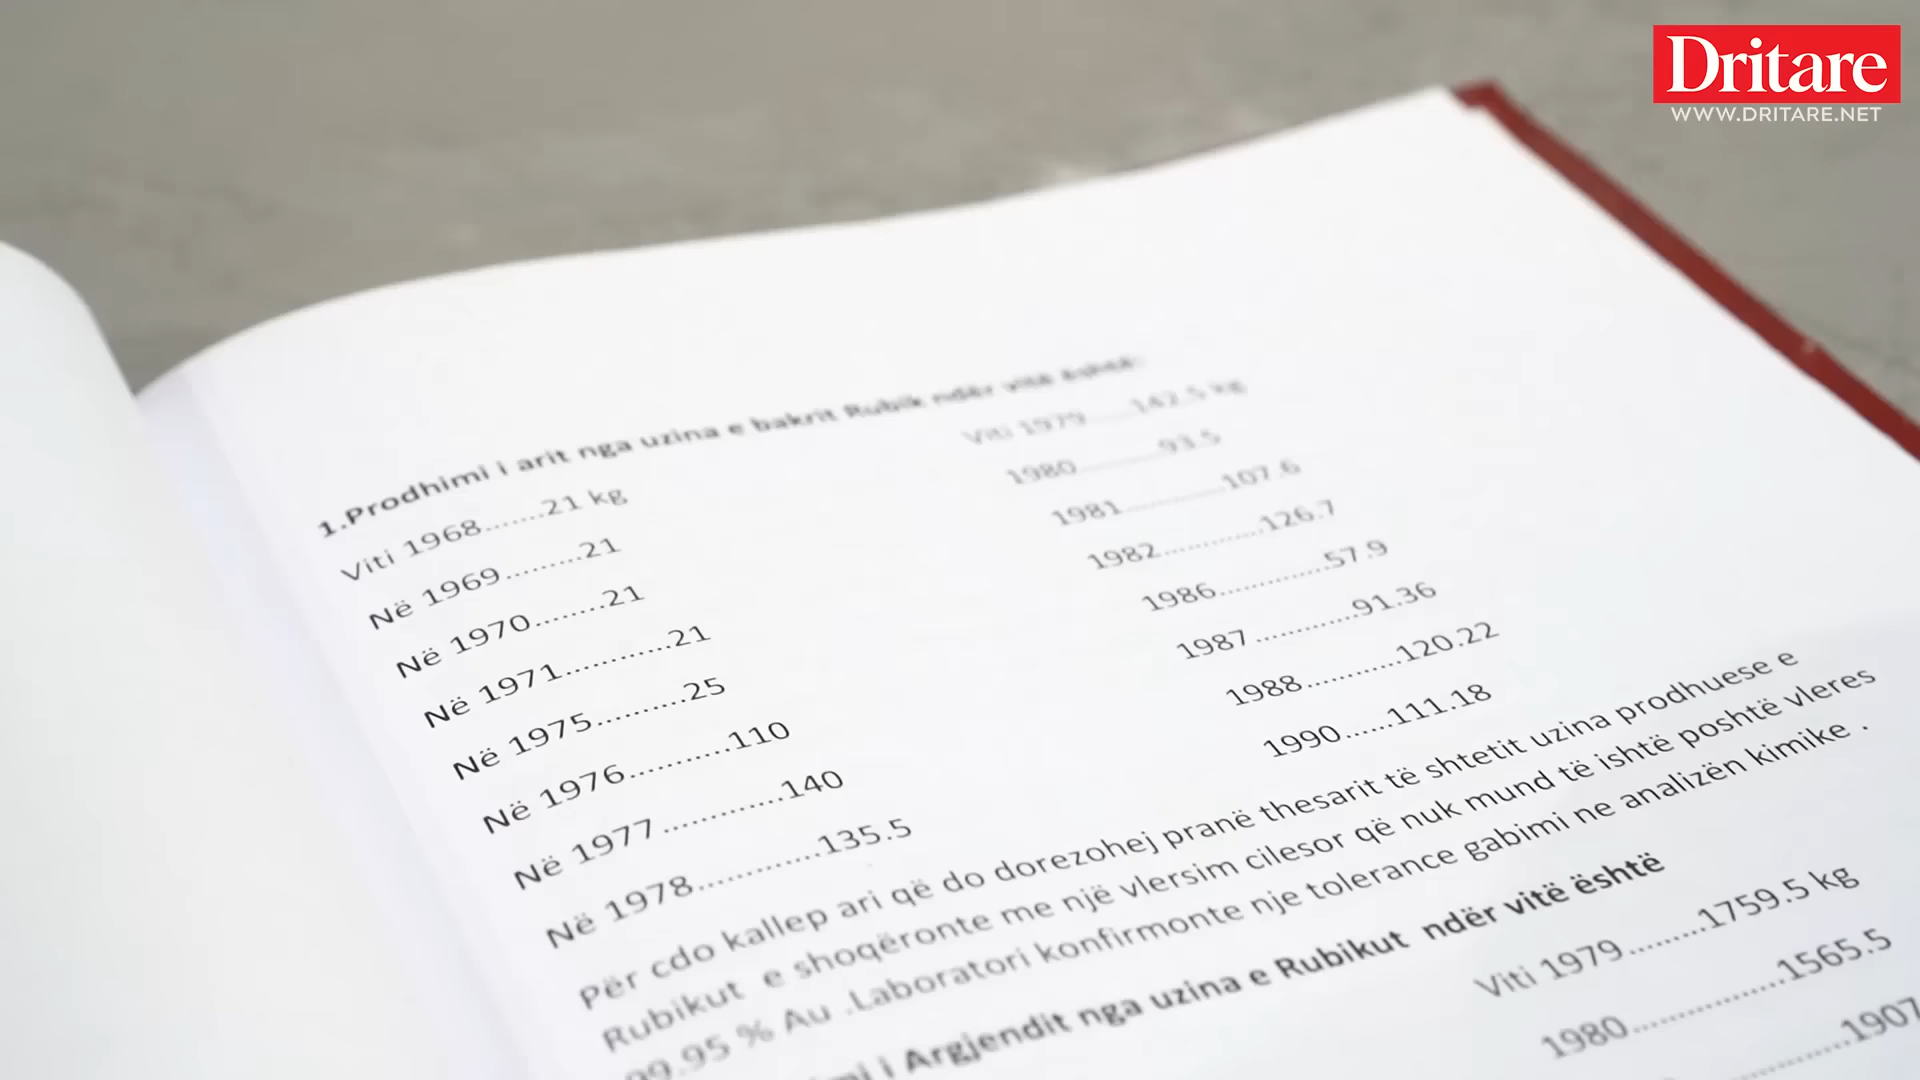 Dritare
WWW.DRITARE.NET
1.Prodhimi i arit nga uzina e bakrit Rubik ndër vitë është:
Viti 1968.......21 kg
Në 1969.........21
Në 1970........21
Në 1971............21
Në 1975..........25
Në 1976...........110
Në 1977.............140
Në 1978..............135.5
Viti 1979......142.5 kg
1980...........93.5
1981.............107.6
1982.............126.7
1986..............57.9
1987 .............91.36
1988............120.22
1990......111.18
Për cdo kallep ari që do dorezohej pranë thesarit të shtetit uzina prodhuese e
Rubikut e shoqëronte me një vlersim cilesor që nuk mund të ishtë poshtë vleres
99.95 % Au .Laboratori konfirmonte nje tolerance gabimi ne analizën kimike .
i Argjendit nga uzina e Rubikut ndër vitë është
Viti 1979.........1759.5 kg
1980.................1565.5
1907